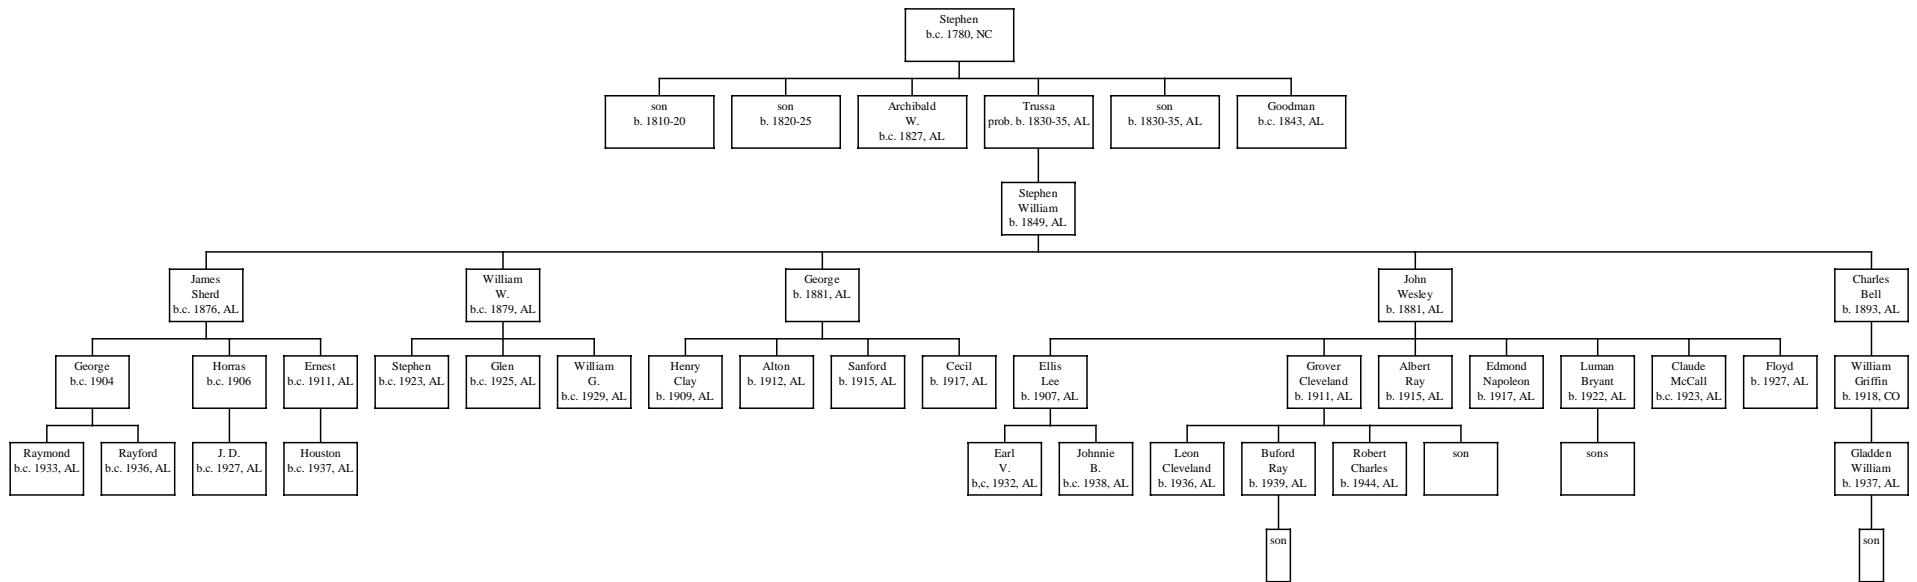 Stephen
b.c. 1780, NC
son
b. 1810-20
son
b. 1820-25
Archibald
W.
b.c. 1827, AL
Trussa
prob. b. 1830-35, AL
son
b. 1830-35, AL
Goodman
b.c. 1843, AL
Stephen
William
b. 1849, AL
James
Sherd
b.c. 1876, AL
William
W.
b.c. 1879, AL
George
b. 1881, AL
John
Wesley
b. 1881, AL
Charles
Bell
b. 1893, AL
George
b.c. 1904
Horras
b.c. 1906
Ernest
b.c. 1911, AL
Stephen
b.c. 1923, AL
Glen
b.c. 1925, AL
William
G.
b.c. 1929, AL
Henry
Clay
b. 1909, AL
Alton
b. 1912, AL
Sanford
b. 1915, AL
Cecil
b. 1917, AL
Ellis
Lee
b. 1907, AL
Grover
Cleveland
b. 1911, AL
Albert
Ray
b. 1915, AL
Edmond
Napoleon
b. 1917, AL
Luman
Bryant
b. 1922, AL
Claude
McCall
b.c. 1923, AL
Floyd
b. 1927, AL
William
Griffin
b. 1918, CO
Raymond
b.c. 1933, AL
Rayford
b.c. 1936, AL
J. D.
b.c. 1927, AL
Houston
b.c. 1937, AL
Earl
V.
b,c, 1932, AL
Johnnie
B.
b.c. 1938, AL
Leon
Cleveland
b. 1936, AL
Buford
Ray
b. 1939, AL
Robert
Charles
b. 1944, AL
son
sons
Gladden
William
b. 1937, AL
son
son